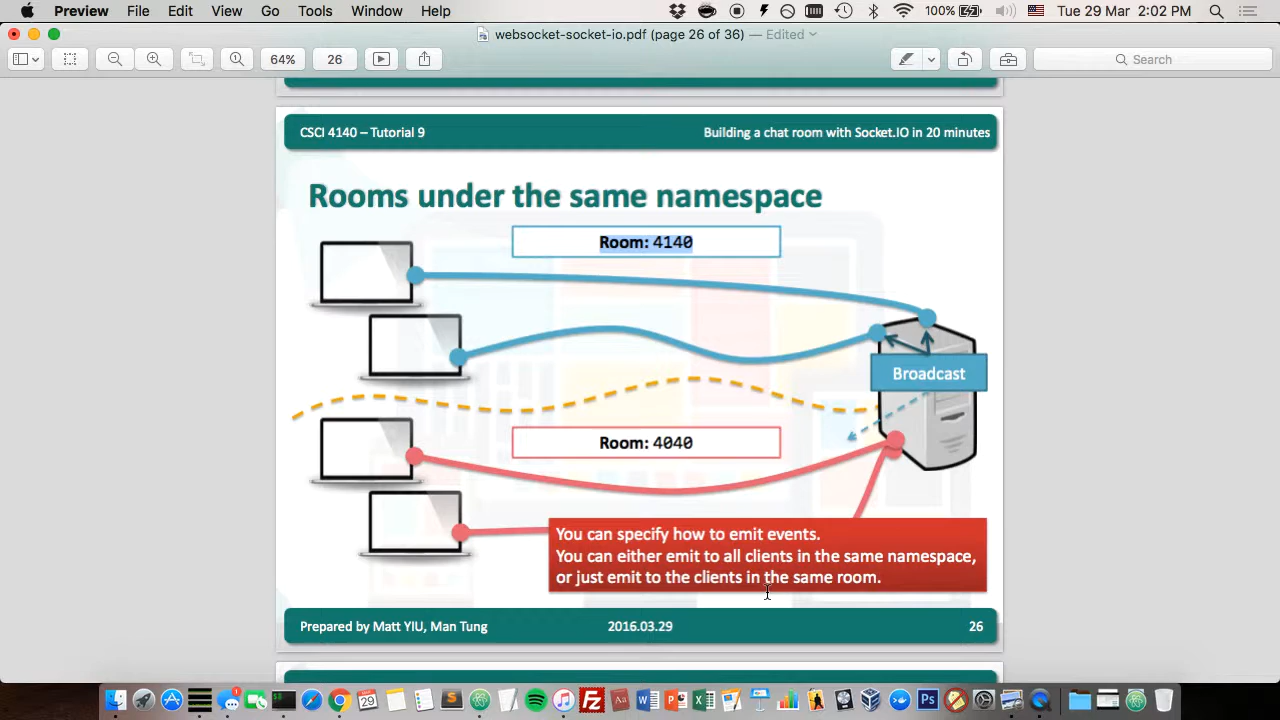 Preview File Edit View Go Tools Window Help 100% Tue 29 Mar 2:02 PM
websocket-socket-io.pdf (page 26 of 36) — Edited
64% 26 Search
CSCI 4140 – Tutorial 9 Building a chat room with Socket.IO in 20 minutes
Rooms under the same namespace
Room: 4140
Broadcast
Room: 4040
You can specify how to emit events.
You can either emit to all clients in the same namespace,
or just emit to the clients in the same room.
Prepared by Matt YIU, Man Tung 2016.03.29 26